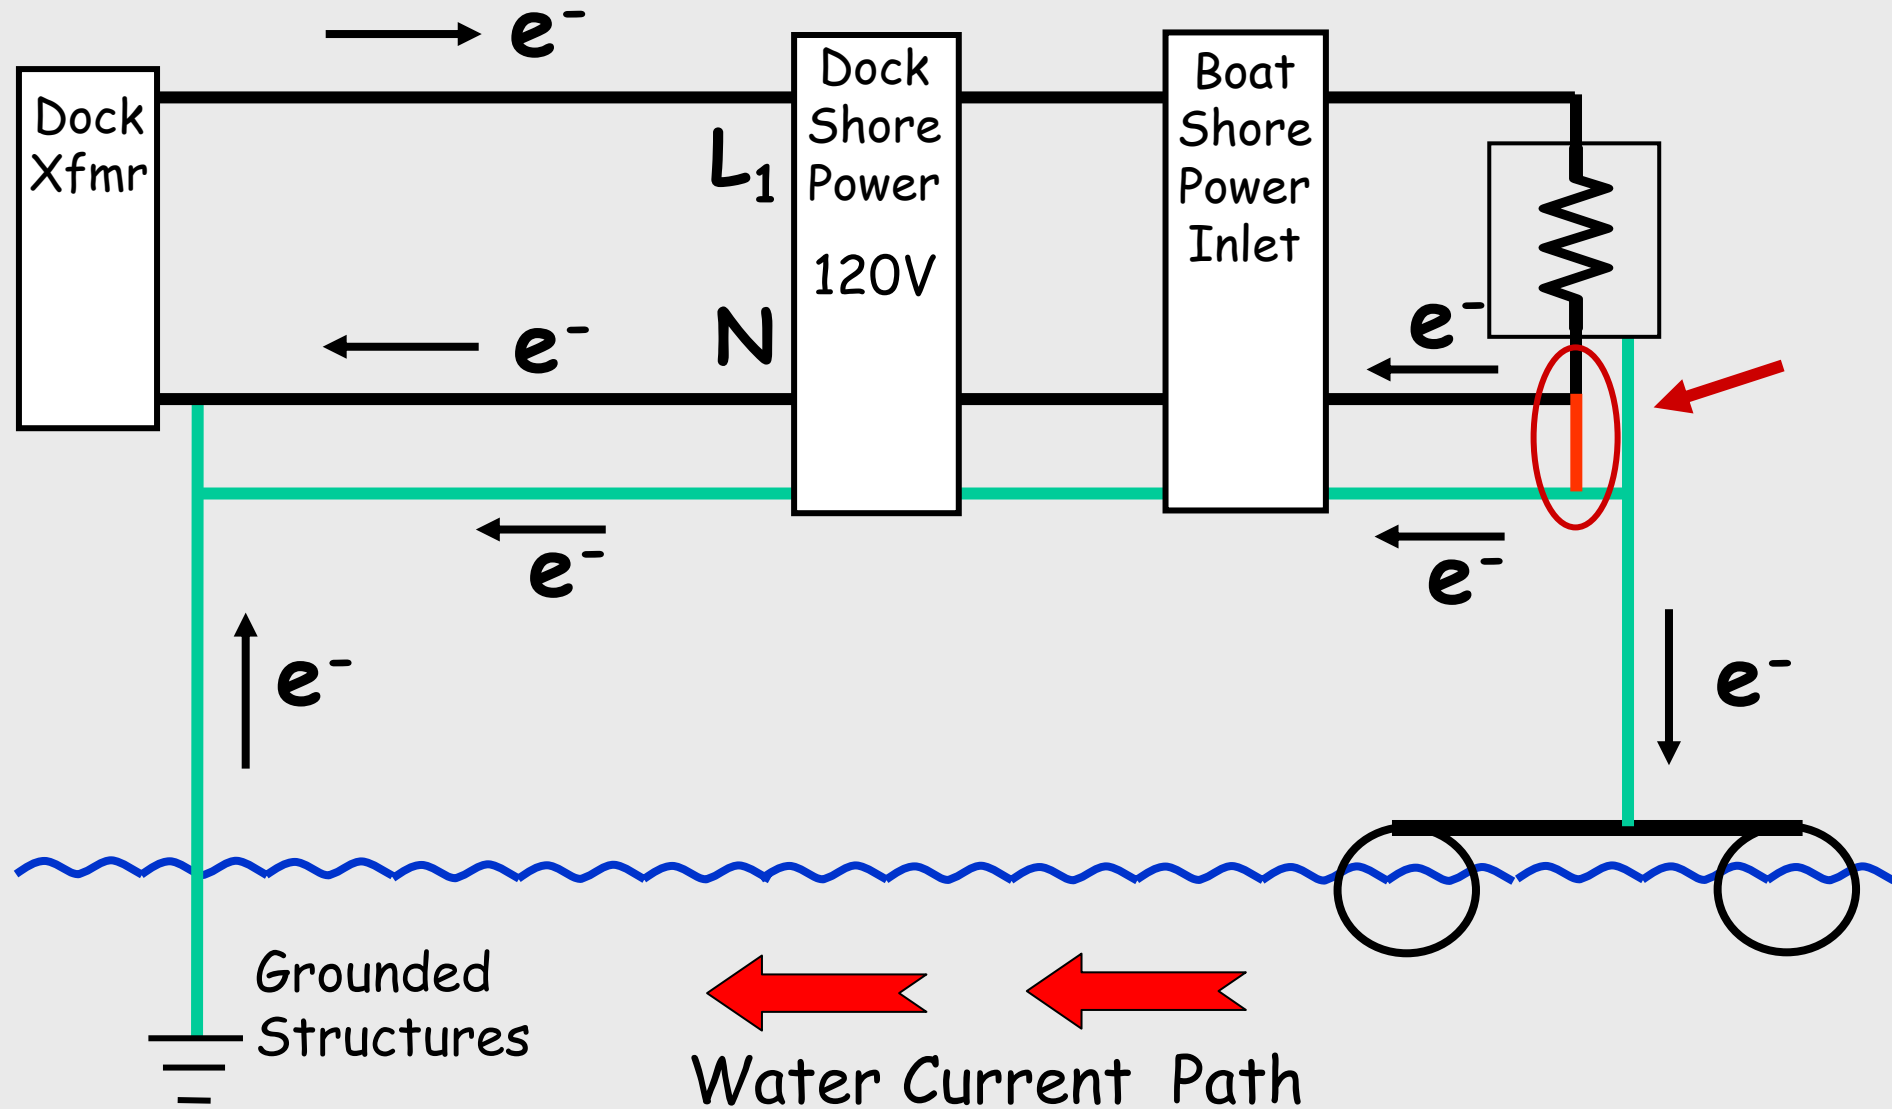 e⁻
Dock
Xfmr
L₁
N
Dock
Shore
Power
120V
Boat
Shore
Power
Inlet
e⁻
e⁻
e⁻
e⁻
e⁻
e⁻
Grounded
Structures
Water Current Path